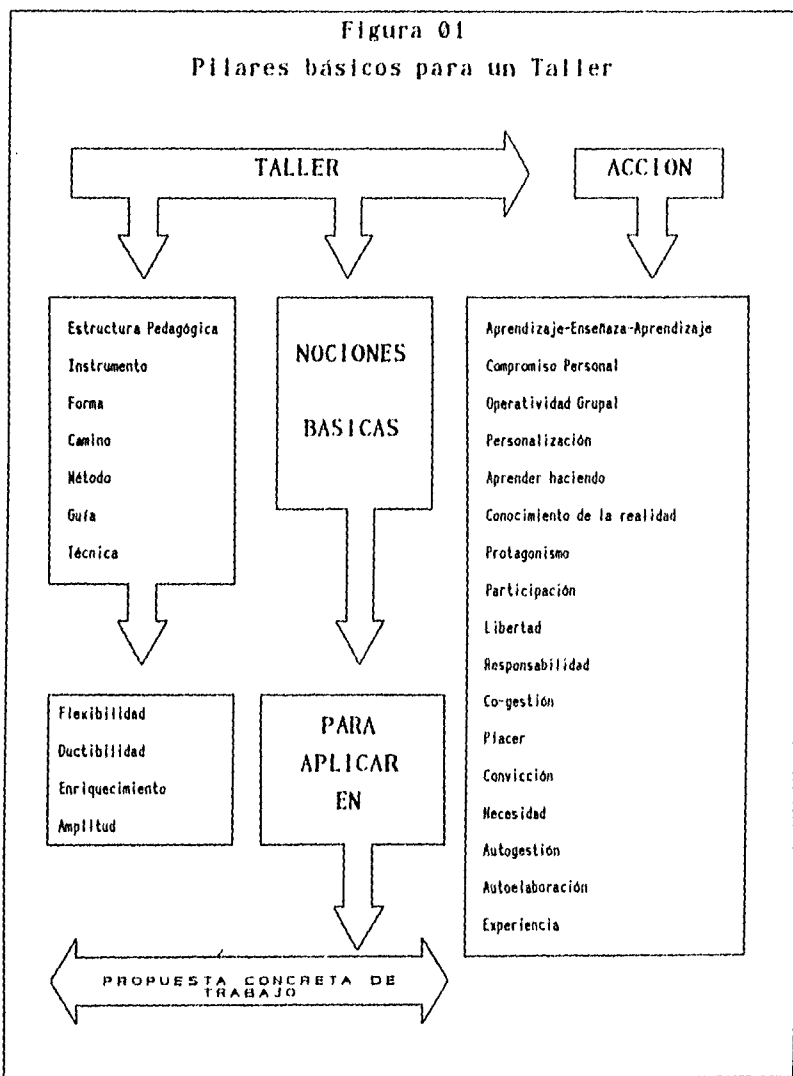 Figura 01
Pilares básicos para un Taller
TALLER
ACCION
Estructura Pedagógica
Instrumento
Forma
Camino
Método
Guía
Técnica
NOCIONES
BASICAS
Aprendizaje-Enseñaza-Aprendizaje
Compromiso Personal
Operatividad Grupal
Personalización
Aprender haciendo
Conocimiento de la realidad
Protagonismo
Participación
Libertad
Responsabilidad
Co-gestión
Placer
Convicción
Necesidad
Autogestión
Autoelaboración
Experiencia
Flexibilidad
Ductibilidad
Enriquecimiento
Amplitud
PARA
APLICAR
EN
PROPUESTA CONCRETA DE
TRABAJO